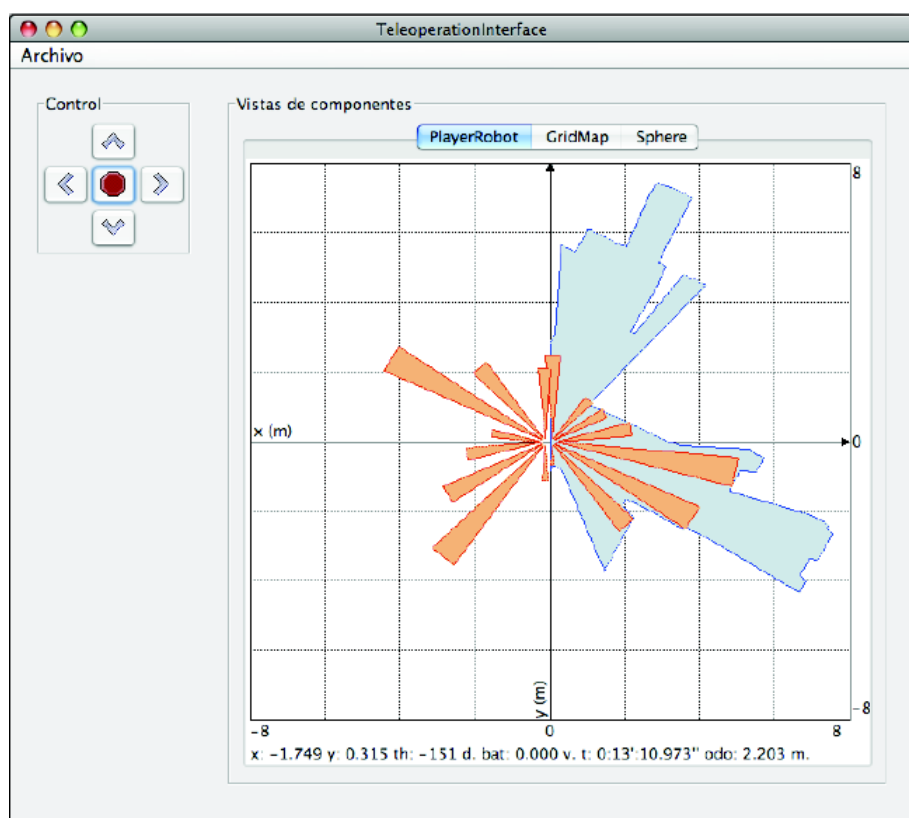 TeleoperationInterface
Archivo
Control
Vistas de componentes
PlayerRobot GridMap Sphere
8
x (m)
0
y (m)
-8
-8 0 8
x: -1.749 y: 0.315 th: -151 d. bat: 0.000 v. t: 0:13':10.973'' odo: 2.203 m.